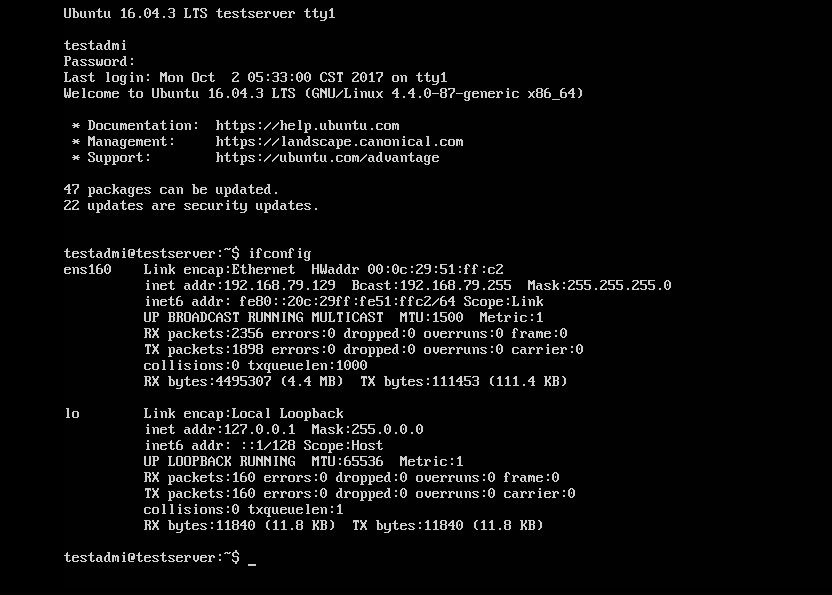 Ubuntu 16.04.3 LTS testserver tty1
testadmi
Password:
Last login: Mon Oct  2 05:33:00 CST 2017 on tty1
Welcome to Ubuntu 16.04.3 LTS (GNU/Linux 4.4.0-87-generic x86_64)
 * Documentation:  https://help.ubuntu.com
 * Management:     https://landscape.canonical.com
 * Support:        https://ubuntu.com/advantage
47 packages can be updated.
22 updates are security updates.
testadmi@testserver:~$ ifconfig
ens160    Link encap:Ethernet  HWaddr 00:0c:29:51:ff:c2
          inet addr:192.168.79.129  Bcast:192.168.79.255  Mask:255.255.255.0
          inet6 addr: fe80::20c:29ff:fe51:ffc2/64 Scope:Link
          UP BROADCAST RUNNING MULTICAST  MTU:1500  Metric:1
          RX packets:2356 errors:0 dropped:0 overruns:0 frame:0
          TX packets:1898 errors:0 dropped:0 overruns:0 carrier:0
          collisions:0 txqueuelen:1000
          RX bytes:4495307 (4.4 MB)  TX bytes:111453 (111.4 KB)
lo        Link encap:Local Loopback
          inet addr:127.0.0.1  Mask:255.0.0.0
          inet6 addr: ::1/128 Scope:Host
          UP LOOPBACK RUNNING  MTU:65536  Metric:1
          RX packets:160 errors:0 dropped:0 overruns:0 frame:0
          TX packets:160 errors:0 dropped:0 overruns:0 carrier:0
          collisions:0 txqueuelen:1
          RX bytes:11840 (11.8 KB)  TX bytes:11840 (11.8 KB)
testadmi@testserver:~$ _